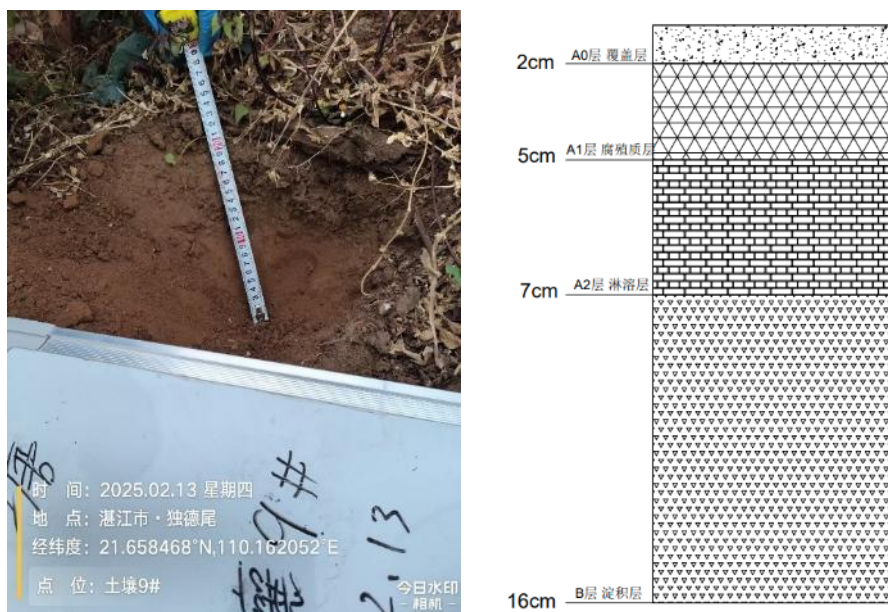 时 间：2025.02.13 星期四
地 点：湛江市·独德尾
经纬度：21.658468°N,110.162052°E
点 位：土壤9#
今日水印
-相机-
9#
2.13
2cm A0层 覆盖层
5cm A1层 腐殖质层
7cm A2层 淋溶层
16cm B层 淀积层